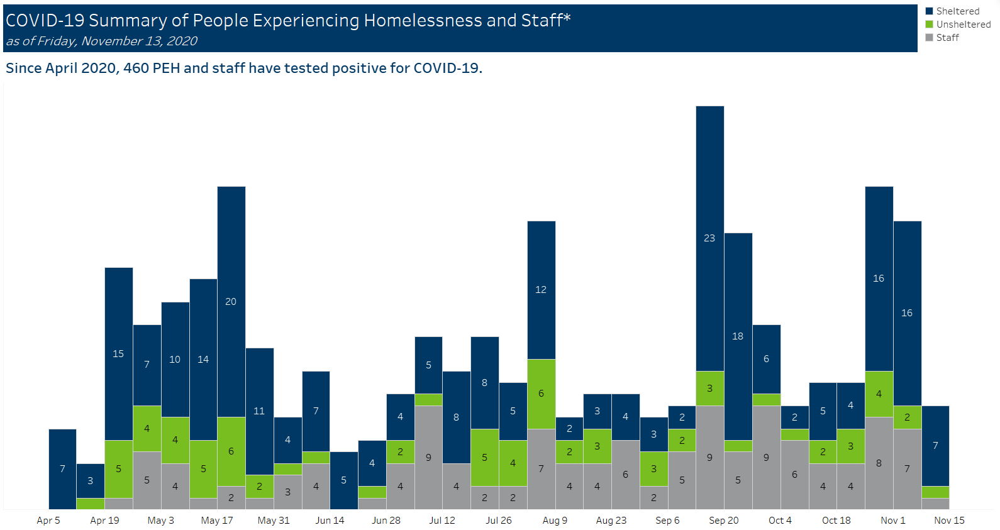 COVID-19 Summary of People Experiencing Homelessness and Staff*
as of Friday, November 13, 2020
Sheltered
Unsheltered
Staff
Since April 2020, 460 PEH and staff have tested positive for COVID-19.
7
3
15 5
7 4 5
10 4 4
14 5
20 6 2
11 2
4 3
7 4
5
4
4 2 4
5 9
8 4
8 5 2
5 4 2
12 6 7
2 2 4
3 3 4
4 6
3 3 2
2 2 5
23 3 9
18 5
6 9
2 6
5 2 4
4 3 4
16 4 8
16 2 7
7
Apr 5 Apr 19 May 3 May 17 May 31 Jun 14 Jun 28 Jul 12 Jul 26 Aug 9 Aug 23 Sep 6 Sep 20 Oct 4 Oct 18 Nov 1 Nov 15